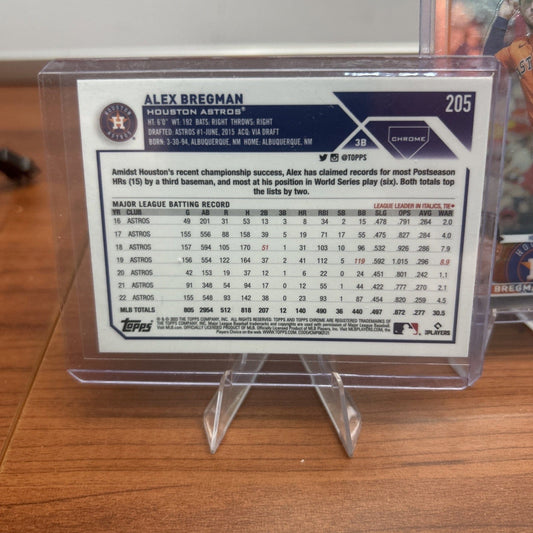 ALEX BREGMAN
HOUSTON ASTROS®
205
HT: 6'0" WT: 192 BATS: RIGHT THROWS: RIGHT
DRAFTED: ASTROS #1-JUNE, 2015 ACQ: VIA DRAFT
BORN: 3-30-94, ALBUQUERQUE, NM HOME: ALBUQUERQUE, NM
3B
CHROME
@TOPPS
Amidst Houston's recent championship success, Alex has claimed records for most Postseason
HRs (15) by a third baseman, and most at his position in World Series play (six). Both totals top
the lists by two.
MAJOR LEAGUE BATTING RECORD LEAGUE LEADER IN ITALICS, TIE♦
YR CLUB G AB R H 2B 3B HR RBI SB BB SLG OPS AVG WAR
16 ASTROS 49 201 31 53 13 3 8 34 2 15 .478 .791 .264 2.0
17 ASTROS 155 556 88 158 39 5 19 71 17 55 .475 .827 .284 4.0
18 ASTROS 157 594 105 170 51 1 31 103 10 96 .532 .926 .286 7.9
19 ASTROS 156 554 122 164 37 2 41 112 5 119 .592 1.015 .296 8.9
20 ASTROS 42 153 19 37 12 1 6 22 0 24 .451 .801 .242 1.1
21 ASTROS 91 348 54 94 17 0 12 55 1 44 .422 .777 .270 2.1
22 ASTROS 155 548 93 142 38 0 23 93 1 87 .454 .820 .259 4.5
MLB TOTALS 805 2954 512 818 207 12 140 490 36 440 .497 .872 .277 30.5
Topps
MLB
PLAYERS
BREGMAN